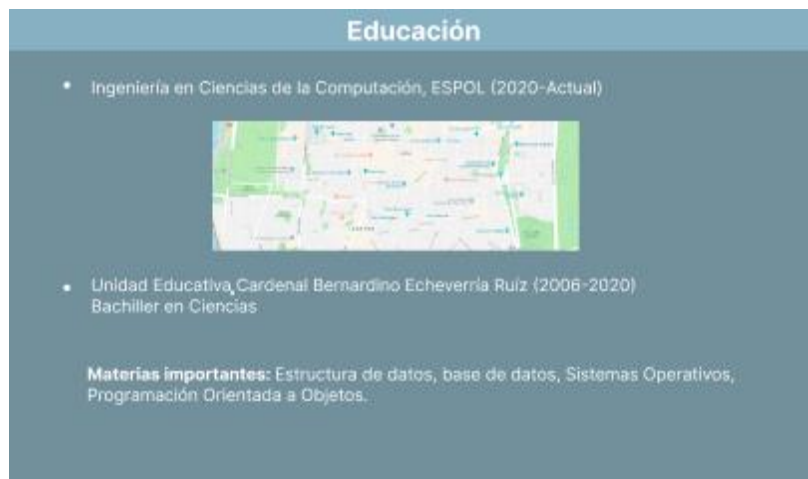 Educación
Ingeniería en Ciencias de la Computación, ESPOL (2020-Actual)
Unidad Educativa Cardenal Bernardino Echeverría Ruíz (2006-2020)
Bachiller en Ciencias
Materias importantes: Estructura de datos, base de datos, Sistemas Operativos,
Programación Orientada a Objetos.